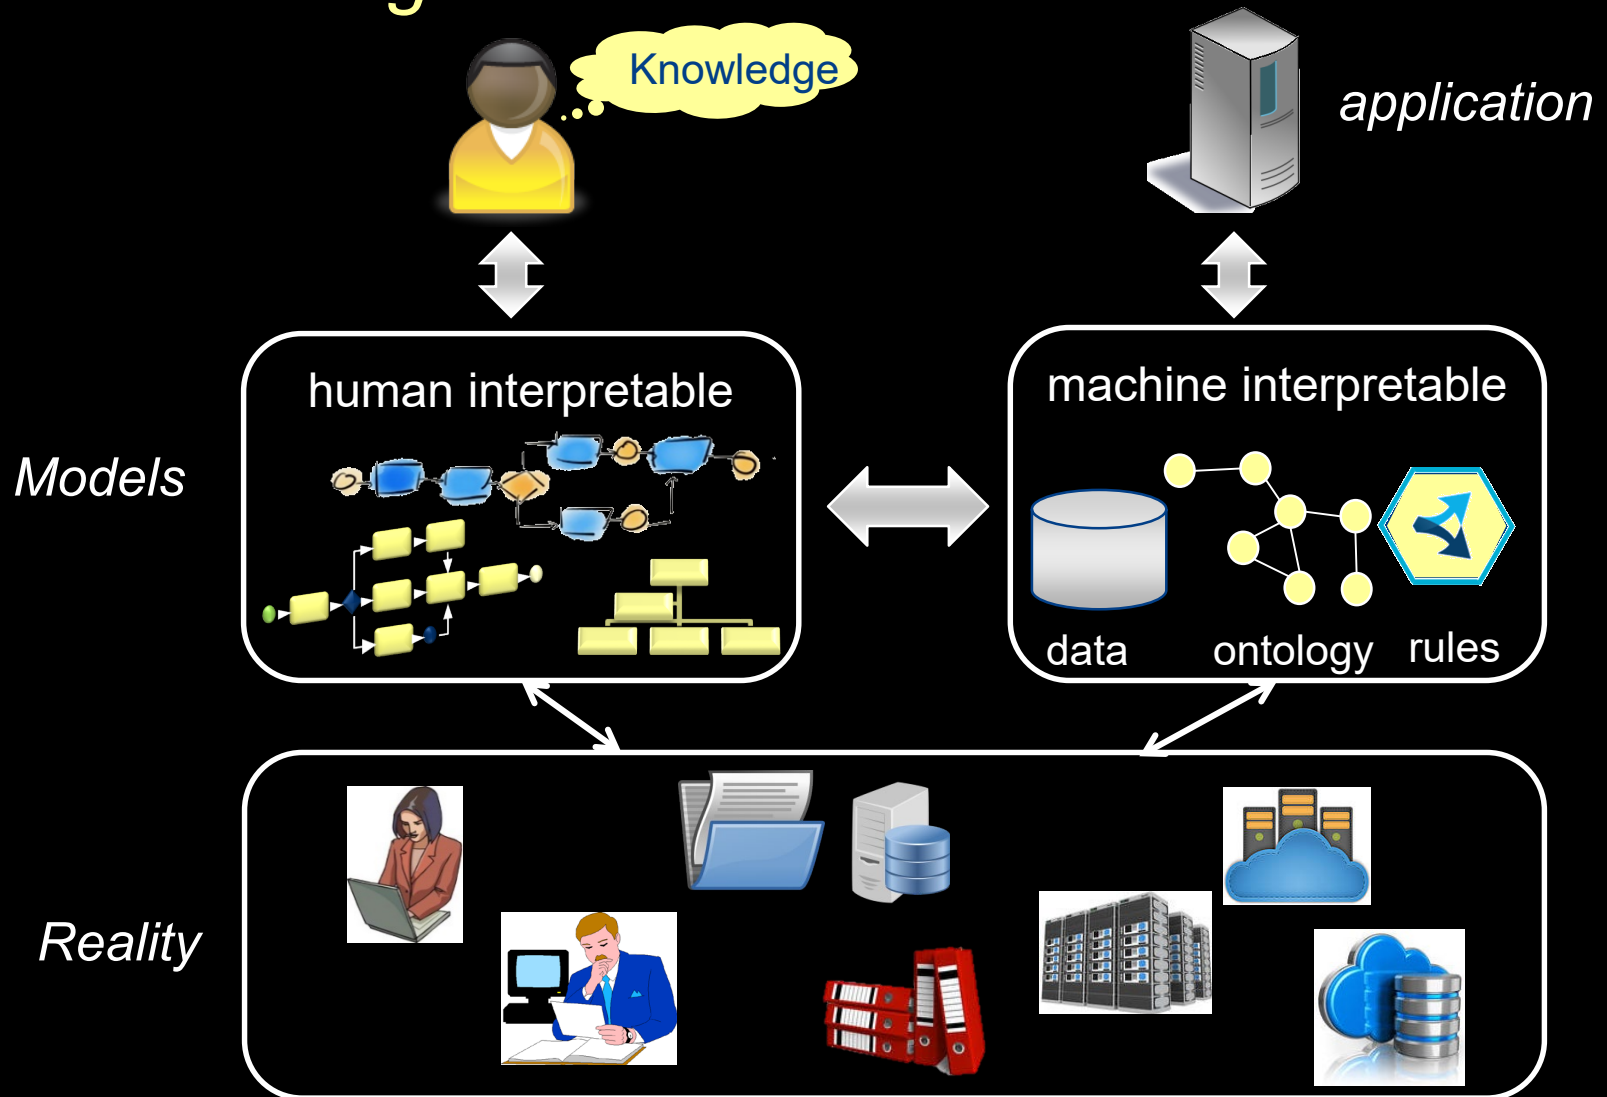 Knowledge
application
human interpretable
machine interpretable
Models
data
ontology
rules
Reality